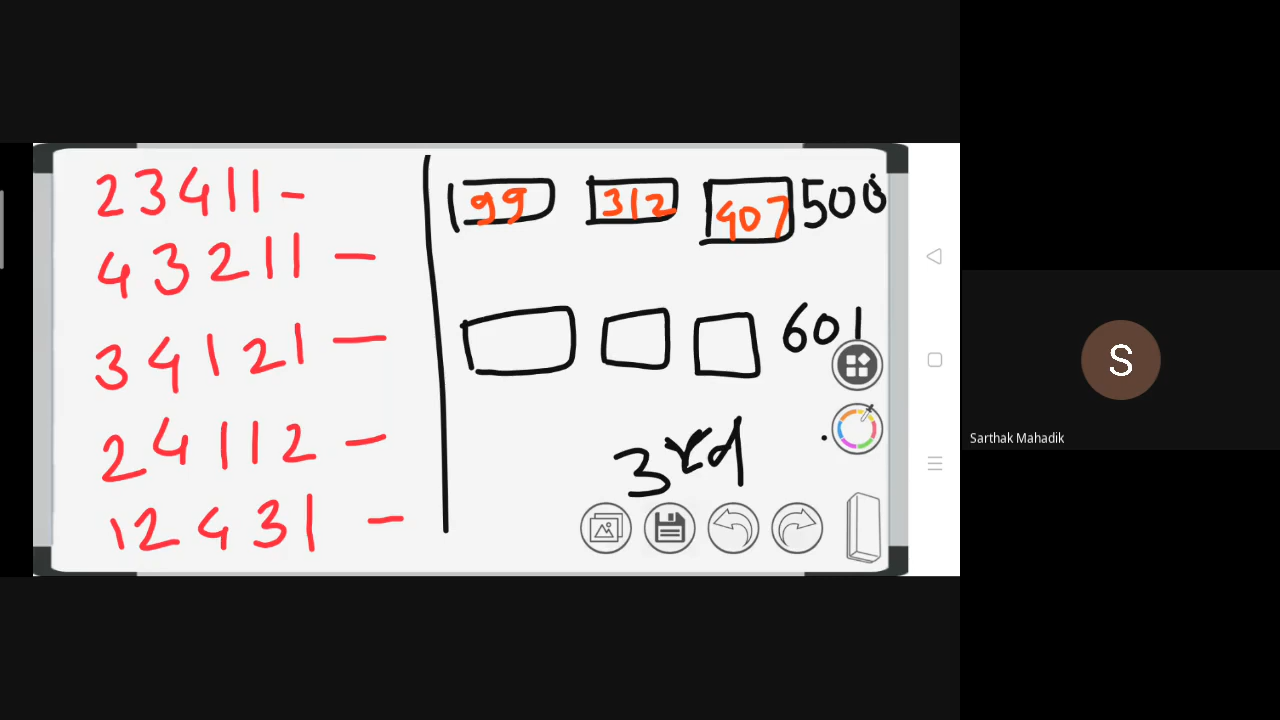 23411 -
43211 -
34121 -
24112 -
12431 -
99 312 407 500
601
3rd
S
Sarthak Mahadik